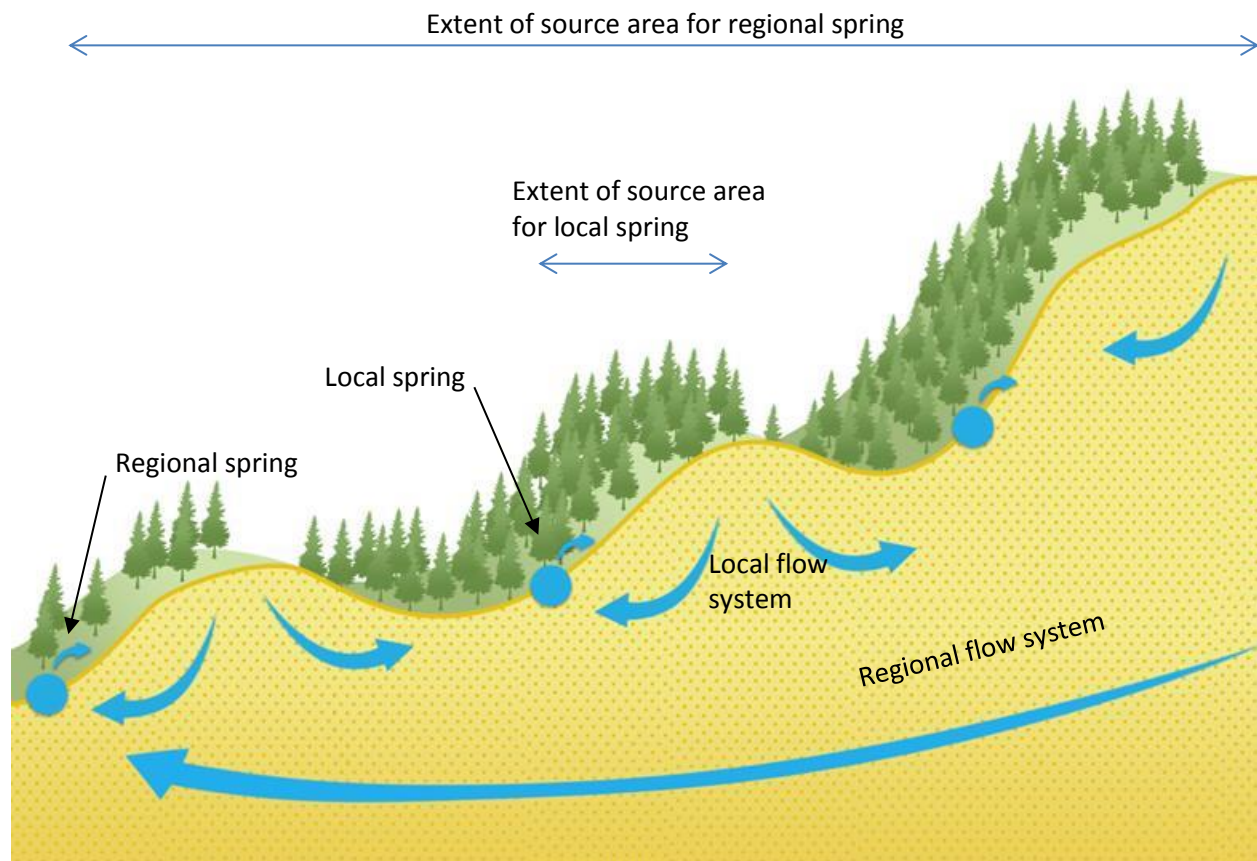 Extent of source area for regional spring
Extent of source area
for local spring
Local spring
Regional spring
Local flow
system
Regional flow system